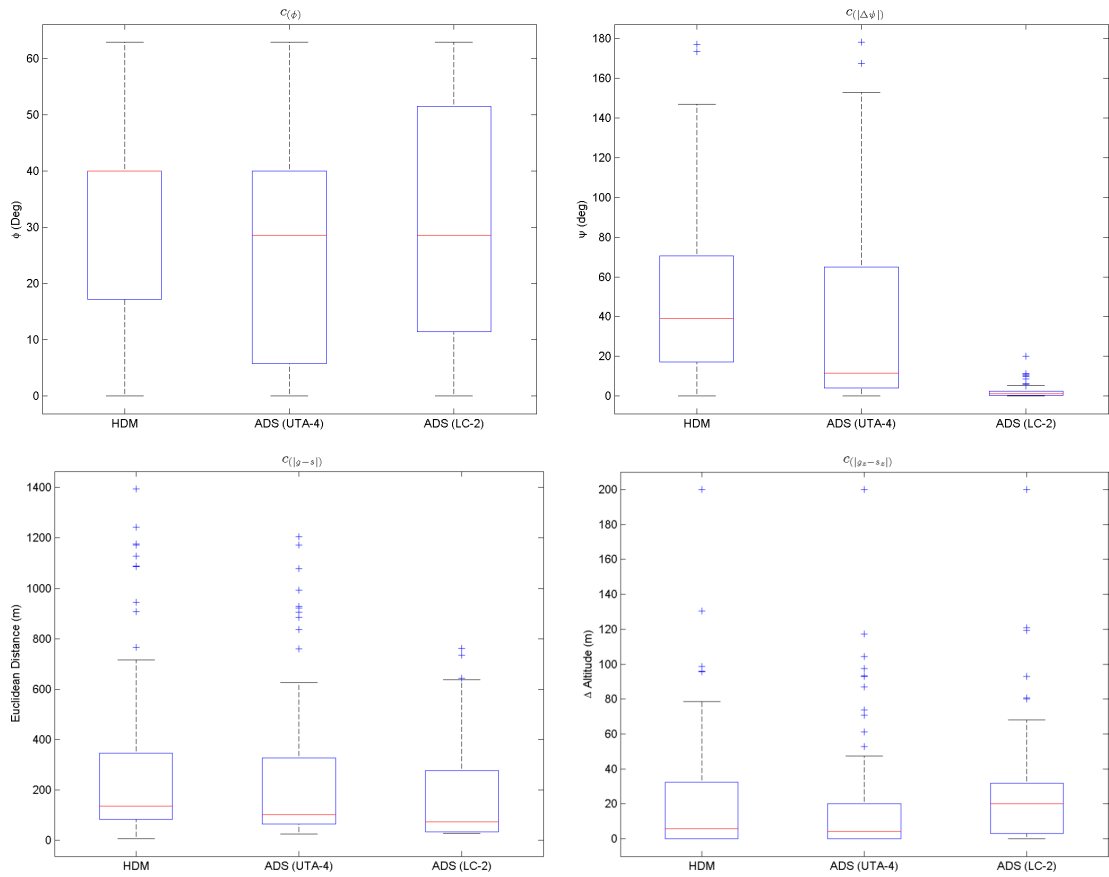 c(φ)
60
50
40
30
20
10
0
φ (Deg)
HDM
ADS (UTA-4)
ADS (LC-2)
c(|Δψ|)
180
160
140
120
100
80
60
40
20
0
ψ (deg)
HDM
ADS (UTA-4)
ADS (LC-2)
c(|g−s|)
1400
1200
1000
800
600
400
200
0
Euclidean Distance (m)
HDM
ADS (UTA-4)
ADS (LC-2)
c(|g_z−s_z|)
200
180
160
140
120
100
80
60
40
20
0
Δ Altitude (m)
HDM
ADS (UTA-4)
ADS (LC-2)